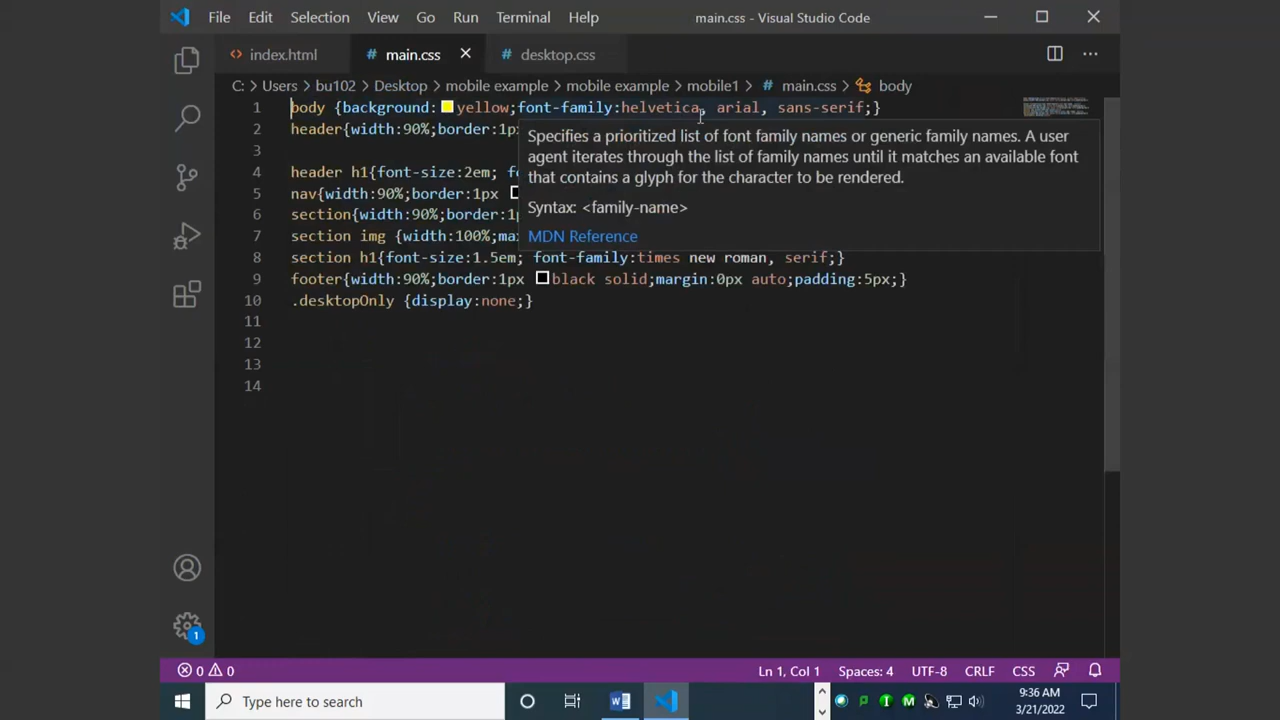 File Edit Selection View Go Run Terminal Help main.css - Visual Studio Code
index.html # main.css # desktop.css
C: > Users > bu102 > Desktop > mobile example > mobile example > mobile1 > # main.css > body
1 body {background: yellow;font-family:helvetica, arial, sans-serif;}
2 header{width:90%;border:1px
Specifies a prioritized list of font family names or generic family names. A user
agent iterates through the list of family names until it matches an available font
that contains a glyph for the character to be rendered.
Syntax: <family-name>
MDN Reference
3
4 header h1{font-size:2em; f
5 nav{width:90%;border:1px
6 section{width:90%;border:1p
7 section img {width:100%;ma
8 section h1{font-size:1.5em; font-family:times new roman, serif;}
9 footer{width:90%;border:1px black solid;margin:0px auto;padding:5px;}
10 .desktopOnly {display:none;}
11
12
13
14
1
0 0 Ln 1, Col 1 Spaces: 4 UTF-8 CRLF CSS
Type here to search
9:36 AM
3/21/2022